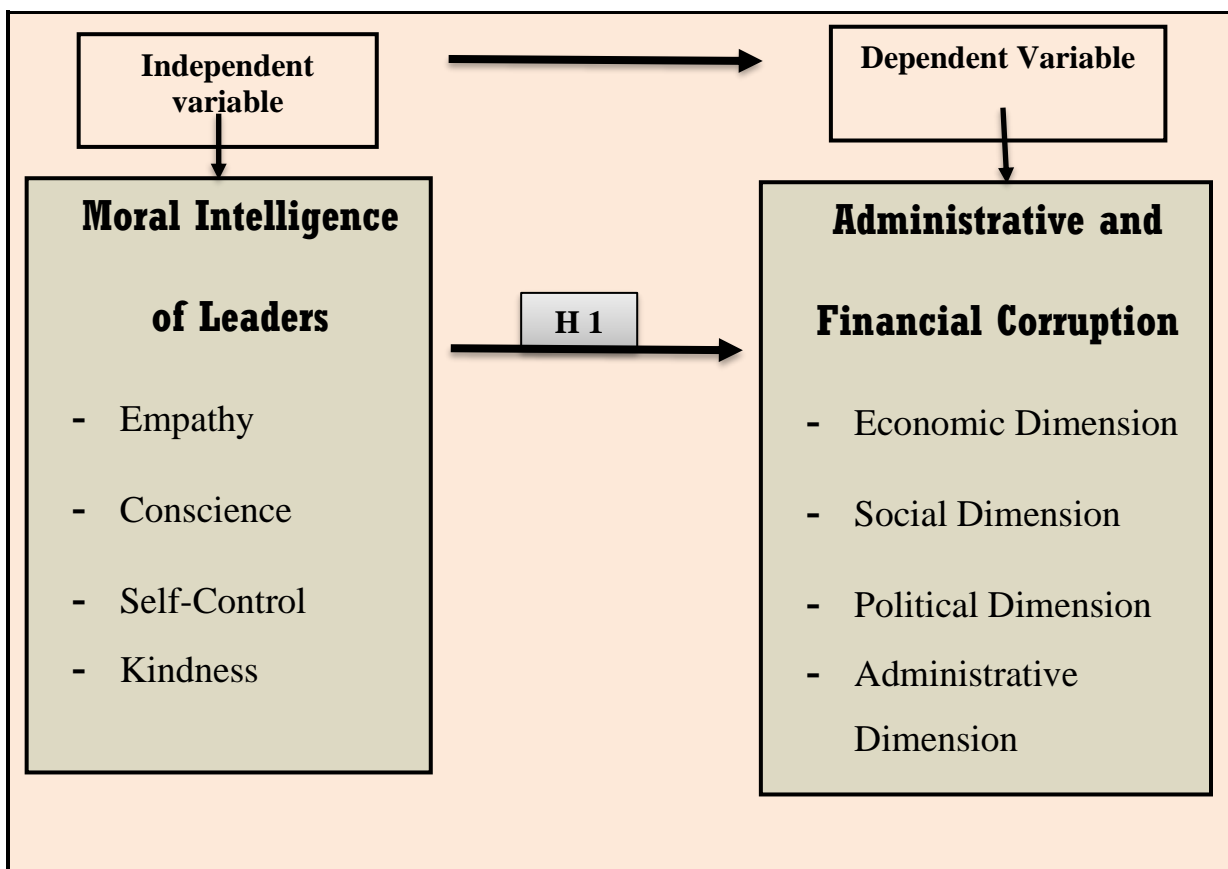 Independent
variable
Dependent Variable
Moral Intelligence
of Leaders
- Empathy
- Conscience
- Self-Control
- Kindness
H 1
Administrative and
Financial Corruption
- Economic Dimension
- Social Dimension
- Political Dimension
- Administrative
Dimension